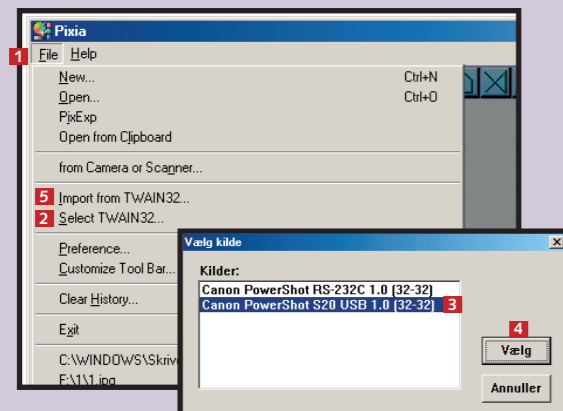 Pixia
1 File Help
New... Ctrl+N
Open... Ctrl+O
PixExp
Open from Clipboard
from Camera or Scanner...
5 Import from TWAIN32...
2 Select TWAIN32...
Preference...
Customize Tool Bar...
Clear History...
Exit
C:\WINDOWS\Skriv
F:\1\1.jpg
Vælg kilde
Kilder:
Canon PowerShot RS-232C 1.0 (32-32)
Canon PowerShot S20 USB 1.0 (32-32) 3
4
Vælg
Annuller